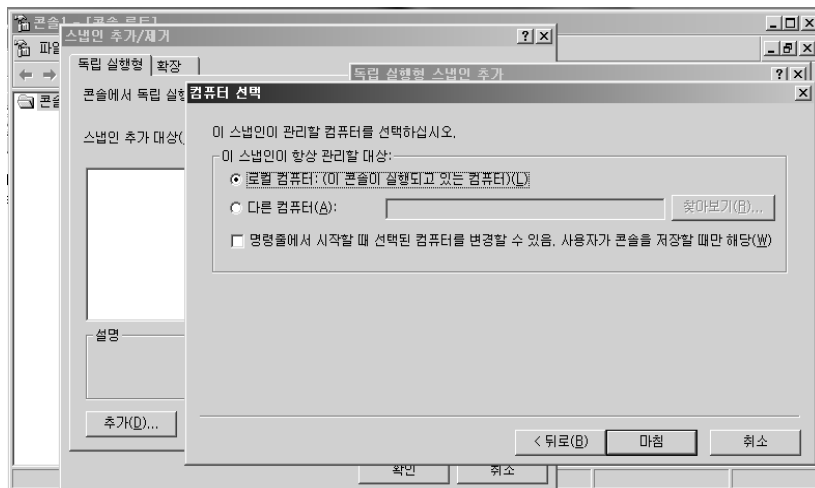 콘솔1 - [콘솔 루트]
스냅인 추가/제거
독립 실행형
확장
독립 실행형 스냅인 추가
콘솔에서 독립
컴퓨터 선택
스냅인 추가 대상(
이 스냅인이 관리할 컴퓨터를 선택하십시오.
이 스냅인이 항상 관리할 대상:
로컬 컴퓨터: (이 콘솔이 실행되고 있는 컴퓨터)(L)
다른 컴퓨터(A):
찾아보기(R)...
명령줄에서 시작할 때 선택된 컴퓨터를 변경할 수 있음. 사용자가 콘솔을 저장할 때만 해당(W)
설명
추가(D)...
< 뒤로(B)
마침
취소
확인
취소